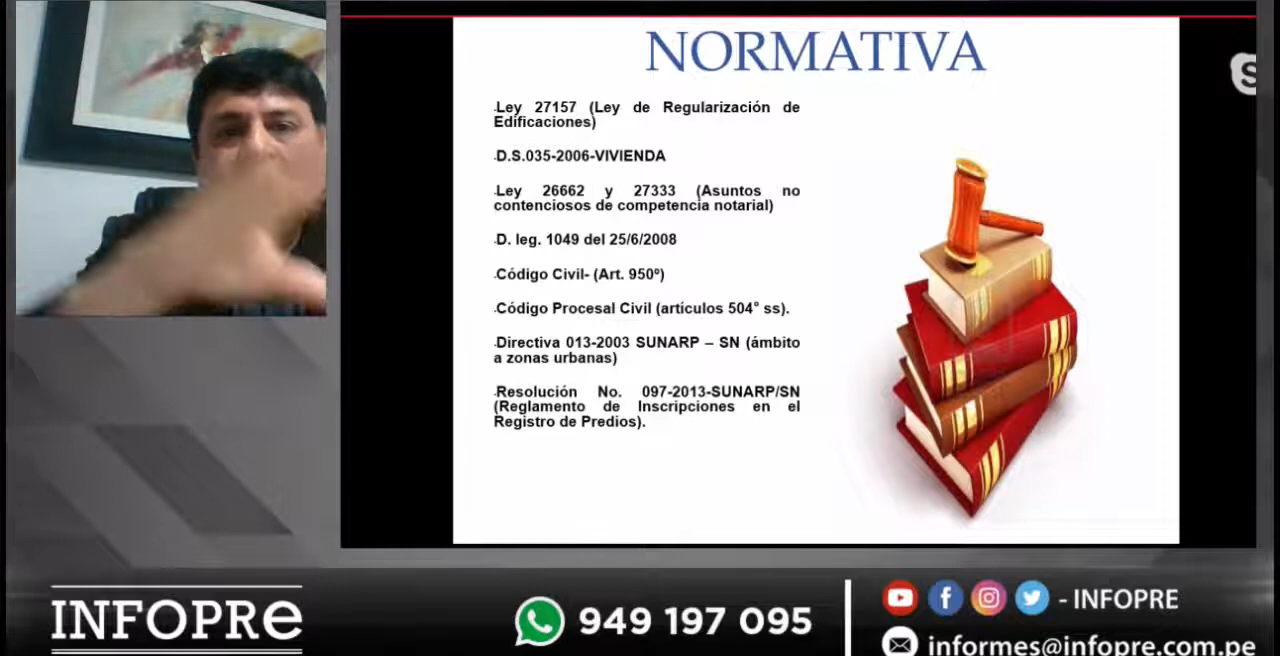 NORMATIVA
.Ley 27157 (Ley de Regularización de
Edificaciones)
.D.S.035-2006-VIVIENDA
.Ley 26662 y 27333 (Asuntos no
contenciosos de competencia notarial)
.D. leg. 1049 del 25/6/2008
.Código Civil- (Art. 950º)
.Código Procesal Civil (artículos 504° ss).
.Directiva 013-2003 SUNARP – SN (ámbito
a zonas urbanas)
.Resolución No. 097-2013-SUNARP/SN
(Reglamento de Inscripciones en el
Registro de Predios).
INFOPRe
949 197 095
- INFOPRE
informes@infopre.com.pe